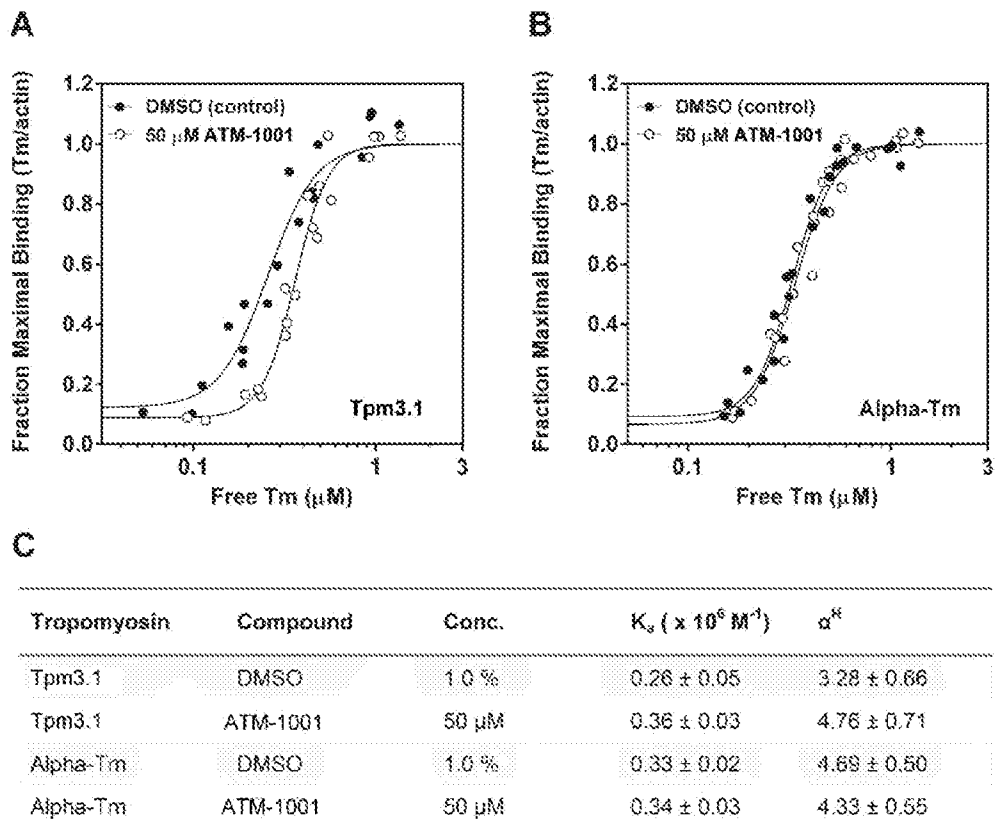 A
Fraction Maximal Binding (Tm/actin)
1.2
1.0
0.8
0.6
0.4
0.2
0.0
DMSO (control)
50 µM ATM-1001
Tpm3.1
0.1
1
3
Free Tm (µM)
B
Fraction Maximal Binding (Tm/actin)
1.2
1.0
0.8
0.6
0.4
0.2
0.0
DMSO (control)
50 µM ATM-1001
Alpha-Tm
0.1
1
3
Free Tm (µM)
C
Tropomyosin Compound Conc. Kₐ ( x 10⁶ M⁻¹) αᴴ
Tpm3.1 DMSO 1.0 % 0.26 ± 0.05 3.28 ± 0.66
Tpm3.1 ATM-1001 50 µM 0.36 ± 0.03 4.76 ± 0.71
Alpha-Tm DMSO 1.0 % 0.33 ± 0.02 4.69 ± 0.50
Alpha-Tm ATM-1001 50 µM 0.34 ± 0.03 4.33 ± 0.55